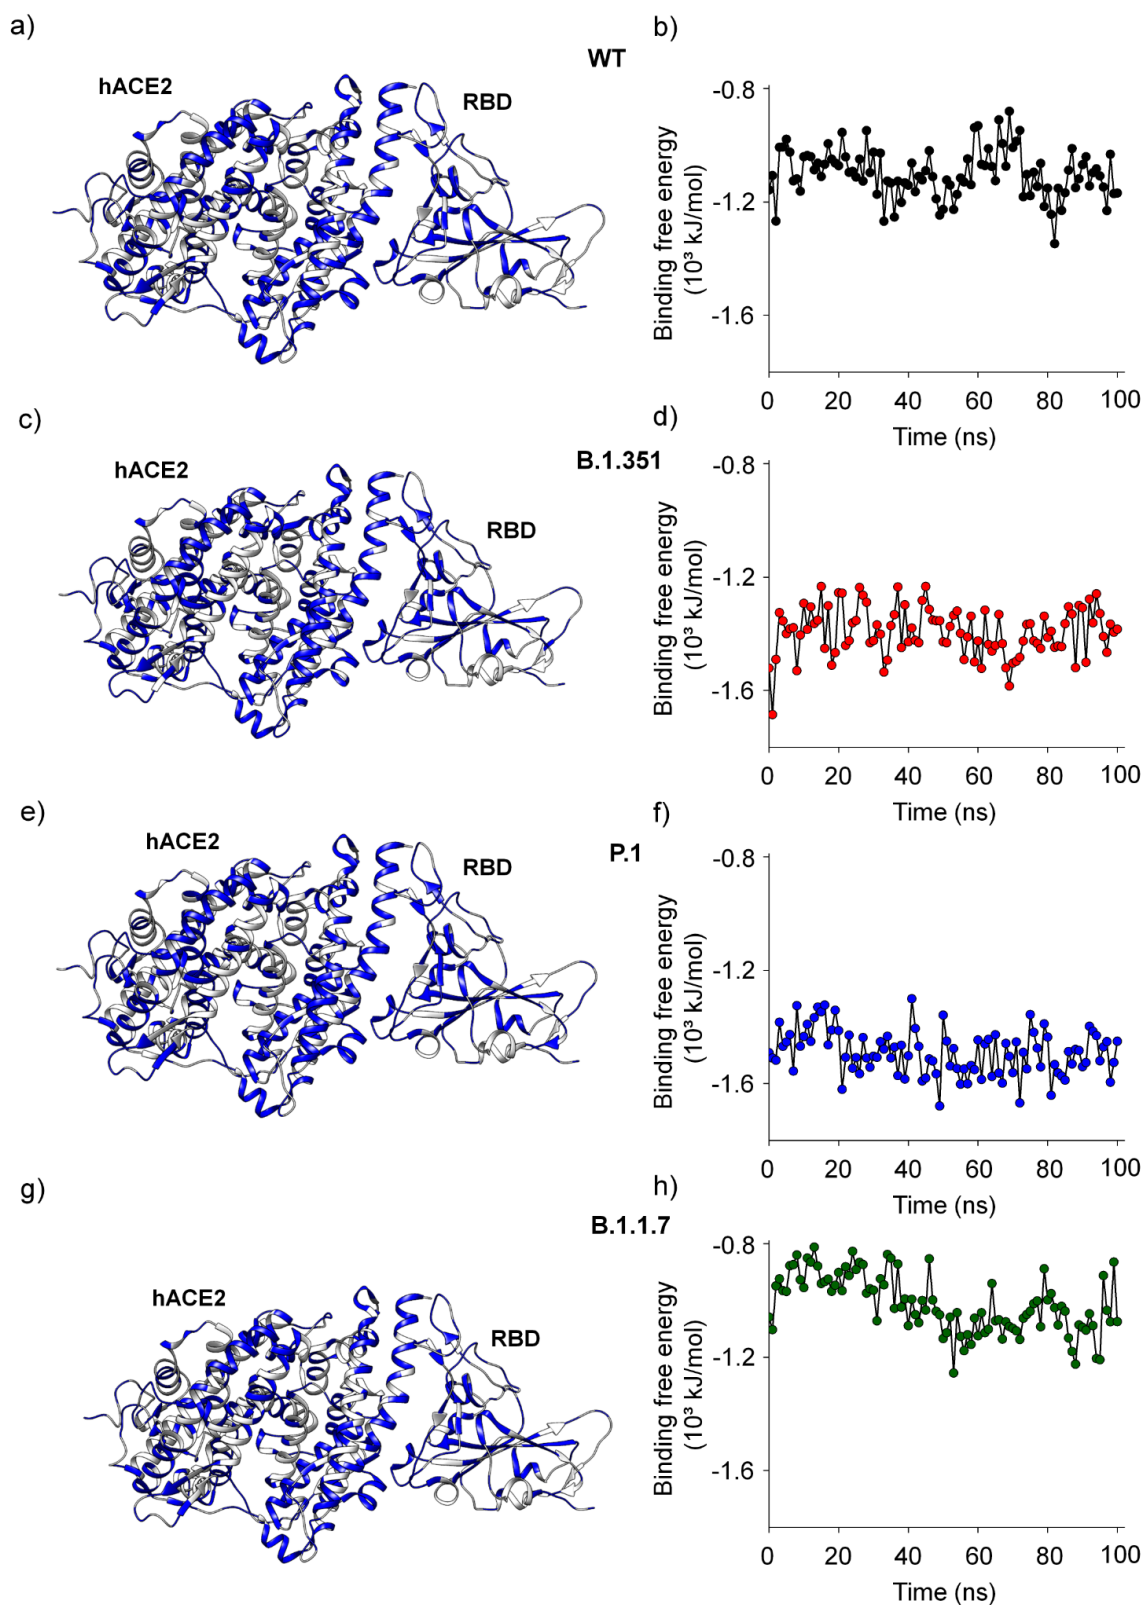 a)
WT
hACE2
RBD
b)
Binding free energy
(10³ kJ/mol)
-0.8
-1.2
-1.6
0 20 40 60 80 100
Time (ns)
c)
B.1.351
hACE2
RBD
d)
Binding free energy
(10³ kJ/mol)
-0.8
-1.2
-1.6
0 20 40 60 80 100
Time (ns)
e)
P.1
hACE2
RBD
f)
Binding free energy
(10³ kJ/mol)
-0.8
-1.2
-1.6
0 20 40 60 80 100
Time (ns)
g)
B.1.1.7
hACE2
RBD
h)
Binding free energy
(10³ kJ/mol)
-0.8
-1.2
-1.6
0 20 40 60 80 100
Time (ns)